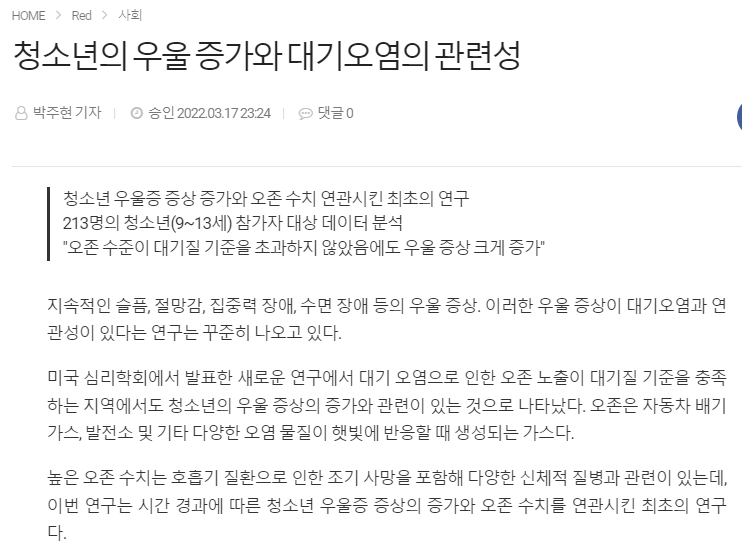 HOME > Red > 사회
청소년의 우울 증가와 대기오염의 관련성
박주현 기자 | 승인 2022.03.17 23:24 | 댓글 0
청소년 우울증 증상 증가와 오존 수치 연관시킨 최초의 연구
213명의 청소년(9~13세) 참가자 대상 데이터 분석
"오존 수준이 대기질 기준을 초과하지 않았음에도 우울 증상 크게 증가"
지속적인 슬픔, 절망감, 집중력 장애, 수면 장애 등의 우울 증상. 이러한 우울 증상이 대기오염과 연
관성이 있다는 연구는 꾸준히 나오고 있다.
미국 심리학회에서 발표한 새로운 연구에서 대기 오염으로 인한 오존 노출이 대기질 기준을 충족
하는 지역에서도 청소년의 우울 증상의 증가와 관련이 있는 것으로 나타났다. 오존은 자동차 배기
가스, 발전소 및 기타 다양한 오염 물질이 햇빛에 반응할 때 생성되는 가스다.
높은 오존 수치는 호흡기 질환으로 인한 조기 사망을 포함해 다양한 신체적 질병과 관련이 있는데,
이번 연구는 시간 경과에 따른 청소년 우울증 증상의 증가와 오존 수치를 연관시킨 최초의 연구
다.